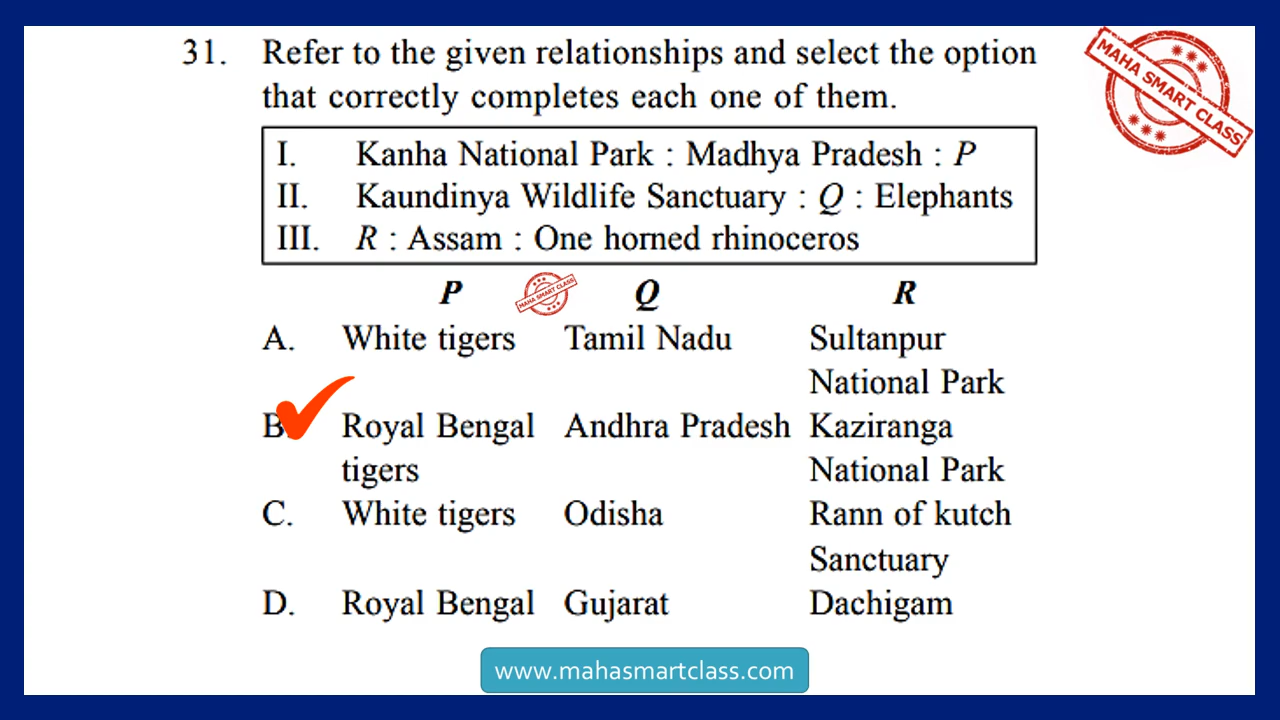 31. Refer to the given relationships and select the option
that correctly completes each one of them.
MAHA SMART CLASS
I. Kanha National Park : Madhya Pradesh : P
II. Kaundinya Wildlife Sanctuary : Q : Elephants
III. R : Assam : One horned rhinoceros
P Q R
MAHA SMART CLASS
A. White tigers Tamil Nadu Sultanpur
National Park
B. Royal Bengal Andhra Pradesh Kaziranga
tigers National Park
C. White tigers Odisha Rann of kutch
Sanctuary
D. Royal Bengal Gujarat Dachigam
www.mahasmartclass.com